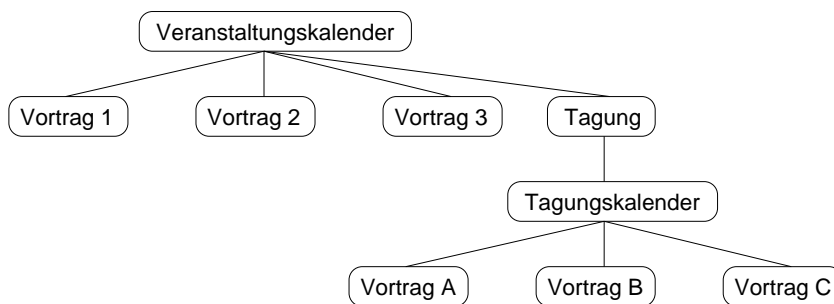 Veranstaltungskalender
Vortrag 1
Vortrag 2
Vortrag 3
Tagung
Tagungskalender
Vortrag A
Vortrag B
Vortrag C